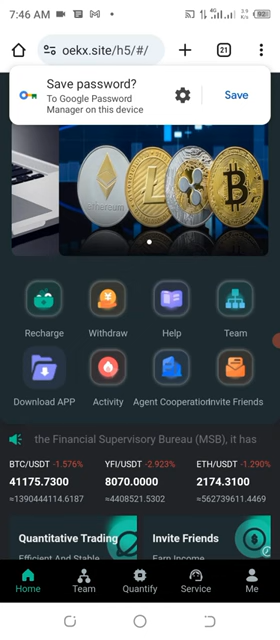 7:46 AM
oekx.site/h5/#/
21
Save password?
To Google Password
Manager on this device
Save
Recharge Withdraw Help Team
Download APP Activity Agent Cooperation Invite Friends
the Financial Supervisory Bureau (MSB), it has
BTC/USDT -1.576% YFI/USDT -2.923% ETH/USDT -1.290%
41175.7300 8070.0000 2174.3100
≈1390444114.6187 ≈4408521.5302 ≈562739611.4469
Quantitative Trading Invite Friends
Efficient And Stable Earn Income
Home Team Quantify Service Me